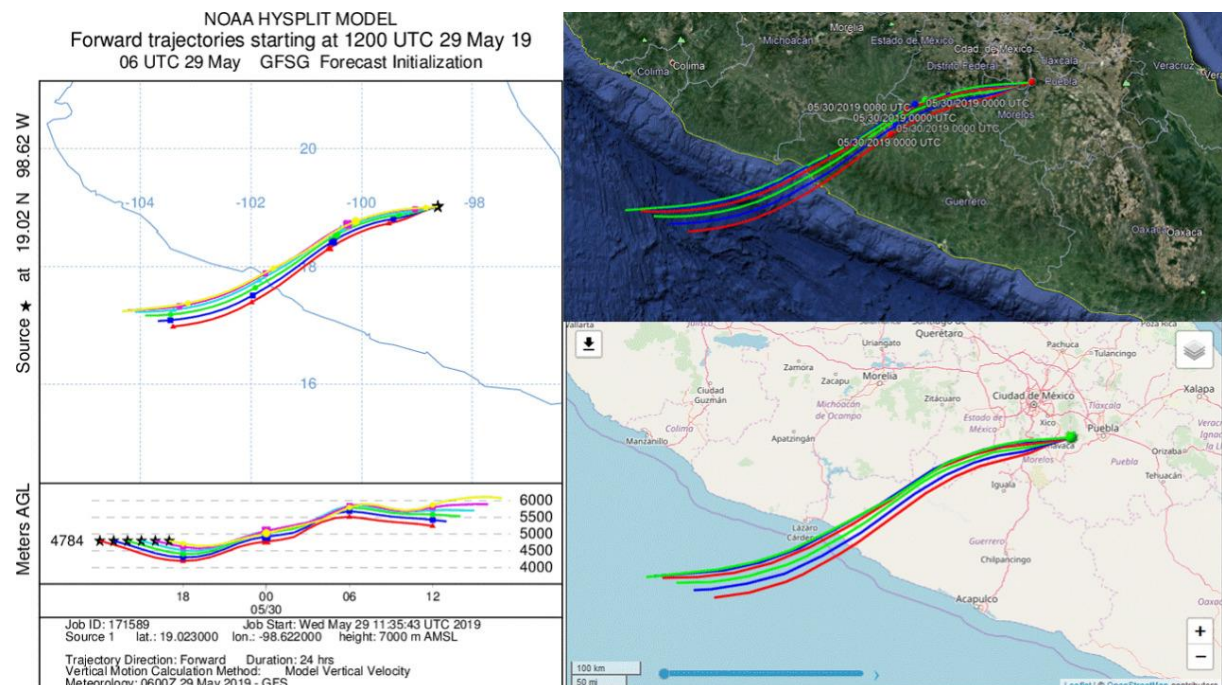 NOAA HYSPLIT MODEL
Forward trajectories starting at 1200 UTC 29 May 19
06 UTC 29 May GFSG Forecast Initialization
Source ★ at 19.02 N 98.62 W
20
-104 -102 -100 -98
18
16
Meters AGL
4784
6000
5500
5000
4500
4000
18 00 06 12
05/30
Job ID: 171589 Job Start: Wed May 29 11:35:43 UTC 2019
Source 1 lat.: 19.023000 lon.: -98.622000 height: 7000 m AMSL
Trajectory Direction: Forward Duration: 24 hrs
Vertical Motion Calculation Method: Model Vertical Velocity
Meteorology: 0600Z 29 May 2019 - GFS
Morelia
Michoacán
Estado de México
Cdad. de México
Colima
Colima
Distrito Federal
Tlaxcala
Puebla
Veracruz
05/30/2019 0000 UTC
05/30/2019 0000 UTC
05/30/2019 0000 UTC
05/30/2019 0000 UTC
05/30/2019 0000 UTC
Morelos
Guerrero
Oaxaca
Oaxaca
Vallarta
Jalisco
Santiago de
Querétaro
Uriangato
Pachuca
Tulancingo
Poza Rica
Zamora
Zacapu
Morelia
Ciudad
Guzmán
Zitácuaro
Ciudad de México
Xalapa
Michoacán
de Ocampo
Estado de
México
Tlaxcala
Xico
Colima
Manzanillo
Apatzingán
Puebla
Orizaba
Morelos
Puebla
Tehuacán
Iguala
Lázaro
Guerrero
Chilpancingo
Acapulco
+
−
100 km
50 mi
Leaflet | © OpenStreetMap contributors